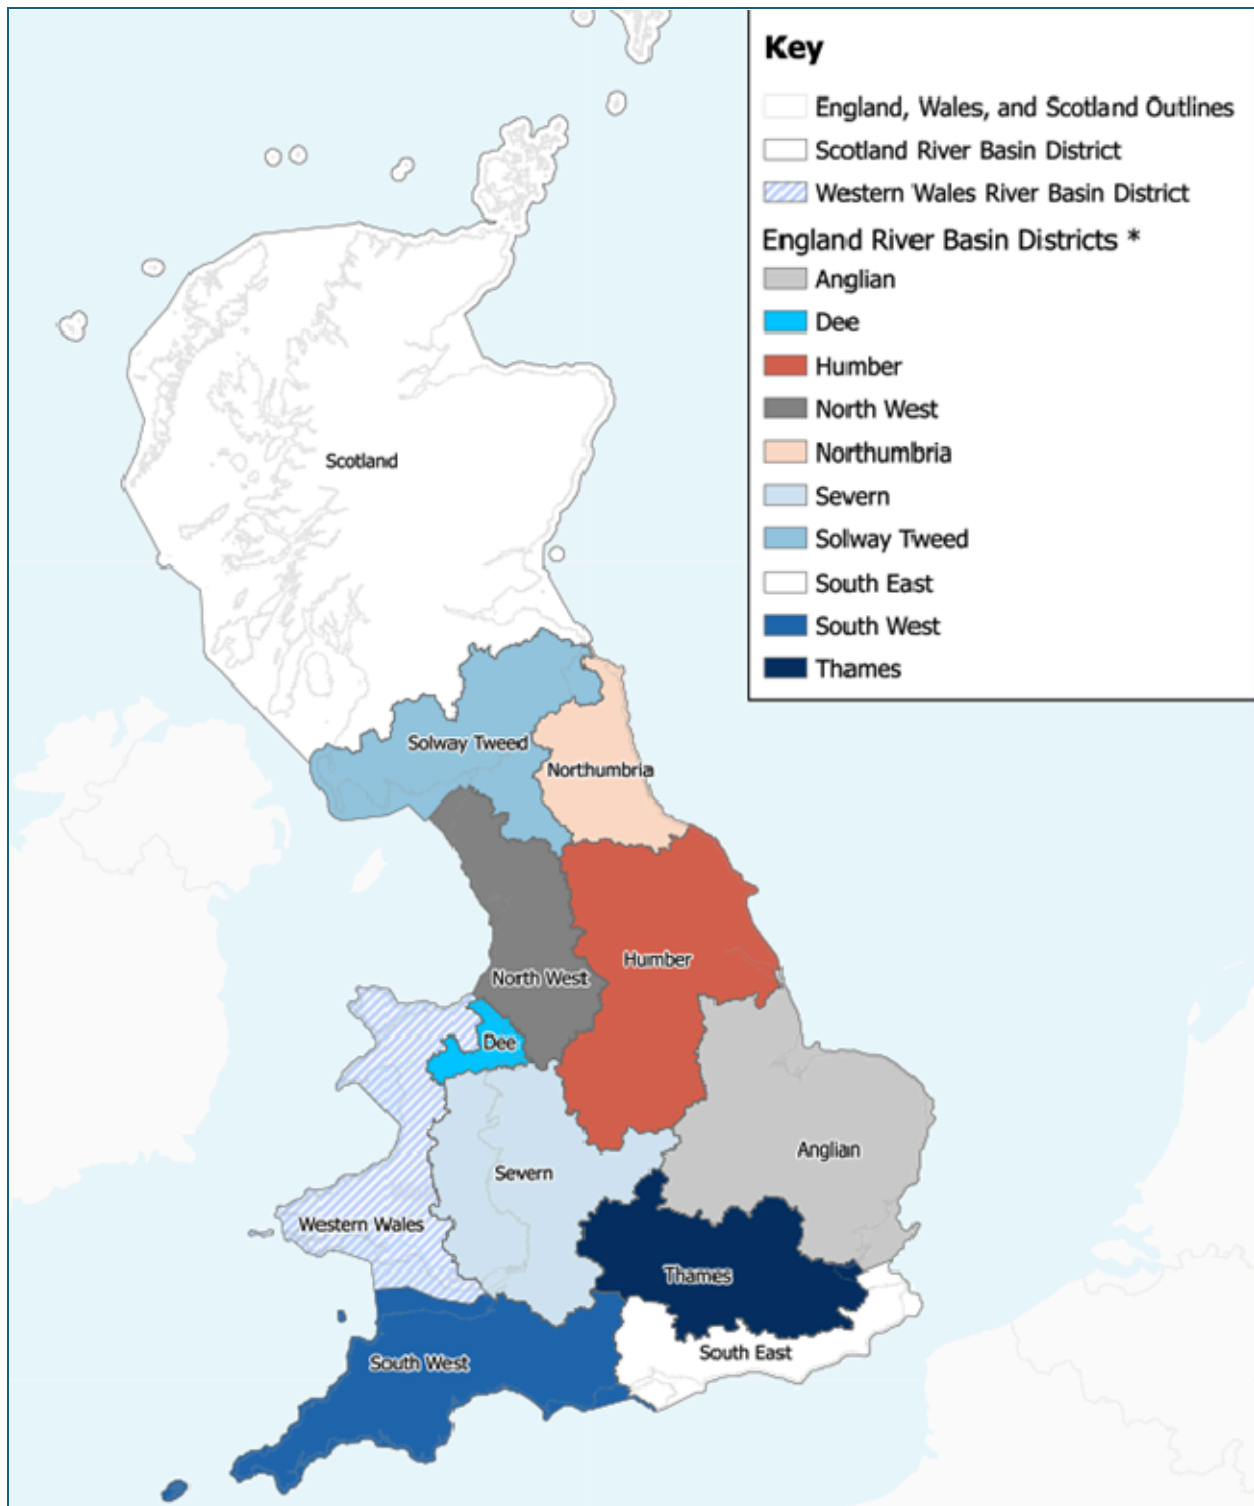 Key
England, Wales, and Scotland Outlines
Scotland River Basin District
Western Wales River Basin District
England River Basin Districts *
Anglian
Dee
Humber
North West
Northumbria
Severn
Solway Tweed
South East
South West
Thames
Scotland
Solway Tweed
Northumbria
Humber
North West
Dee
Anglian
Severn
Western Wales
Thames
South East
South West